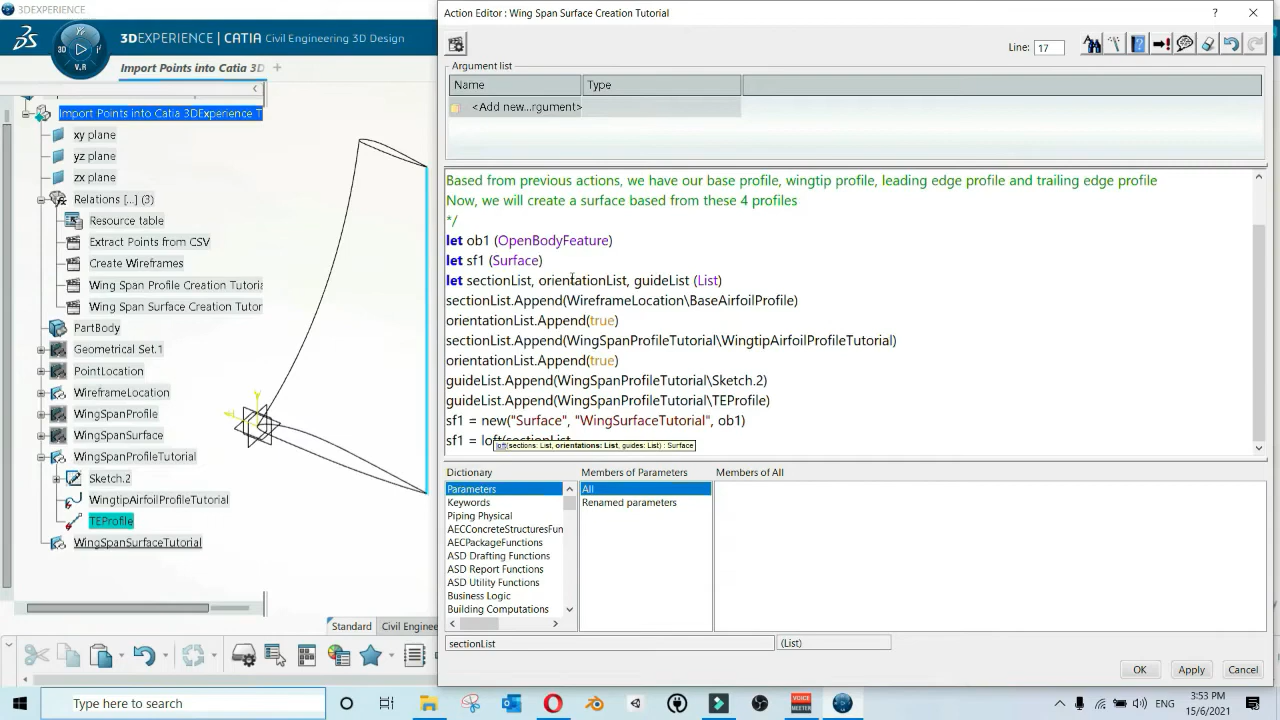 3DEXPERIENCE
Action Editor : Wing Span Surface Creation Tutorial
3DEXPERIENCE | CATIA Civil Engineering 3D Design
3D
V.R
Import Points into Catia 3D
Line: 17
Argument list
Name
Type
<Add new...rgument>
Import Points into Catia 3DExperience T
xy plane
yz plane
zx plane
Relations [...] (3)
Resource table
Extract Points from CSV
Create Wireframes
Wing Span Profile Creation Tutoria
Wing Span Surface Creation Tutor
PartBody
Geometrical Set.1
PointLocation
WireframeLocation
WingSpanProfile
WingSpanSurface
WingSpanProfileTutorial
Sketch.2
WingtipAirfoilProfileTutorial
TEProfile
WingSpanSurfaceTutorial
Y
Based from previous actions, we have our base profile, wingtip profile, leading edge profile and trailing edge profile
Now, we will create a surface based from these 4 profiles
*/
let ob1 (OpenBodyFeature)
let sf1 (Surface)
let sectionList, orientationList, guideList (List)
sectionList.Append(WireframeLocation\BaseAirfoilProfile)
orientationList.Append(true)
sectionList.Append(WingSpanProfileTutorial\WingtipAirfoilProfileTutorial)
orientationList.Append(true)
guideList.Append(WingSpanProfileTutorial\Sketch.2)
guideList.Append(WingSpanProfileTutorial\TEProfile)
sf1 = new("Surface", "WingSurfaceTutorial", ob1)
sf1 = loft(sectionList
loft(sections: List, orientations: List, guides: List) : Surface
Dictionary
Members of Parameters
Members of All
Parameters
Keywords
Piping Physical
AECConcreteStructuresFun
AECPackageFunctions
ASD Drafting Functions
ASD Report Functions
ASD Utility Functions
Business Logic
Building Computations
All
Renamed parameters
sectionList
(List)
OK
Apply
Cancel
Standard
Civil Enginee
Type here to search
VOICE
MEETER
3:53 PM
15/6/2021